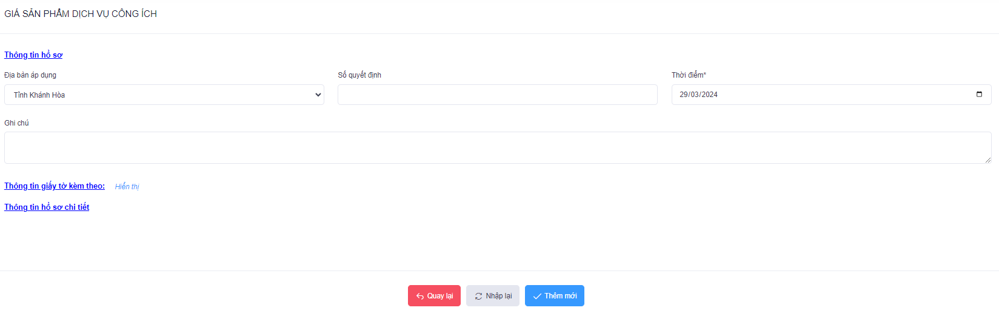 GIÁ SẢN PHẨM DỊCH VỤ CÔNG ÍCH
Thông tin hồ sơ
Địa bàn áp dụng
Số quyết định
Thời điểm*
Tỉnh Khánh Hòa
29/03/2024
Ghi chú
Thông tin giấy tờ kèm theo: Hiển thị
Thông tin hồ sơ chi tiết
Quay lại
Nhập lại
Thêm mới